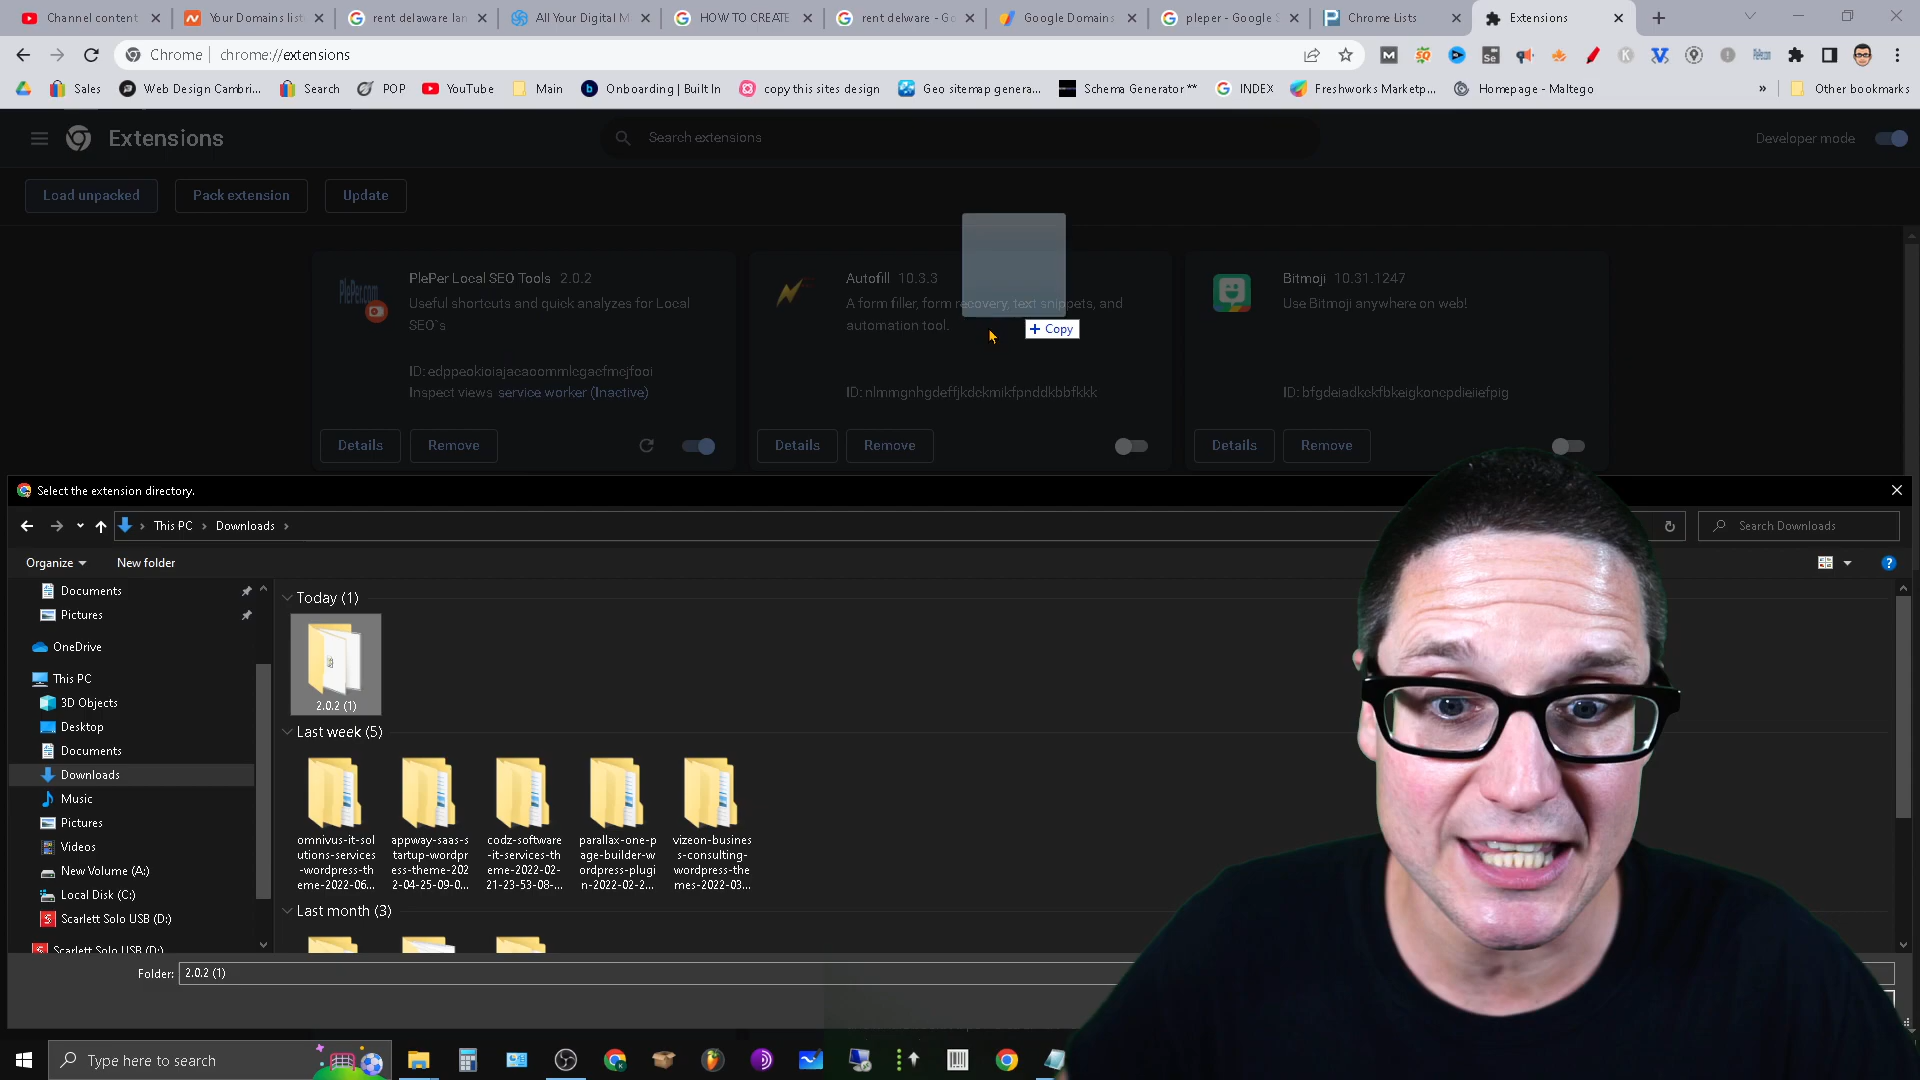 Channel content
Your Domains list
rent delaware lan
All Your Digital M
HOW TO CREATE
rent delware - Go
Google Domains
pleper - Google S
Chrome Lists
Extensions
Chrome
chrome://extensions
Sales
Web Design Cambri...
Search
POP
YouTube
Main
Onboarding | Built In
copy this sites design
Geo sitemap genera...
Schema Generator **
INDEX
Freshworks Marketp...
Homepage - Maltego
»
Other bookmarks
Extensions
Search extensions
Developer mode
Load unpacked
Pack extension
Update
PlePer.com
PlePer Local SEO Tools 2.0.2
Useful shortcuts and quick analyzes for Local
SEO`s
Inspect views service worker (Inactive)
Details
Remove
Autofill 10.3.3
A form filler, form recovery, text snippets, and
automation tool.
ID: nlmmgnhgdeffjkdckmikfpnddkbbfkkk
Details
Remove
Bitmoji 10.31.1247
Use Bitmoji anywhere on web!
ID: bfgdeiadkckfbkeigkoncpdieiiefpig
Details
Remove
+ Copy
Select the extension directory.
This PC
Downloads
Search Downloads
Organize
New folder
Documents
Pictures
OneDrive
This PC
3D Objects
Desktop
Documents
Downloads
Music
Pictures
Videos
New Volume (A:)
Local Disk (C:)
Scarlett Solo USB (D:)
Scarlett Solo USB (D:)
Today (1)
2.0.2 (1)
Last week (5)
omnivus-it-sol
utions-services
-wordpress-th
eme-2022-06...
appway-saas-s
tartup-wordpr
ess-theme-202
2-04-25-09-0...
codz-software
-it-services-th
eme-2022-02-
21-23-53-08-...
parallax-one-p
age-builder-w
ordpress-plugi
n-2022-02-2...
vizeon-busines
s-consulting-
wordpress-the
mes-2022-03...
Last month (3)
Folder:
2.0.2 (1)
Type here to search